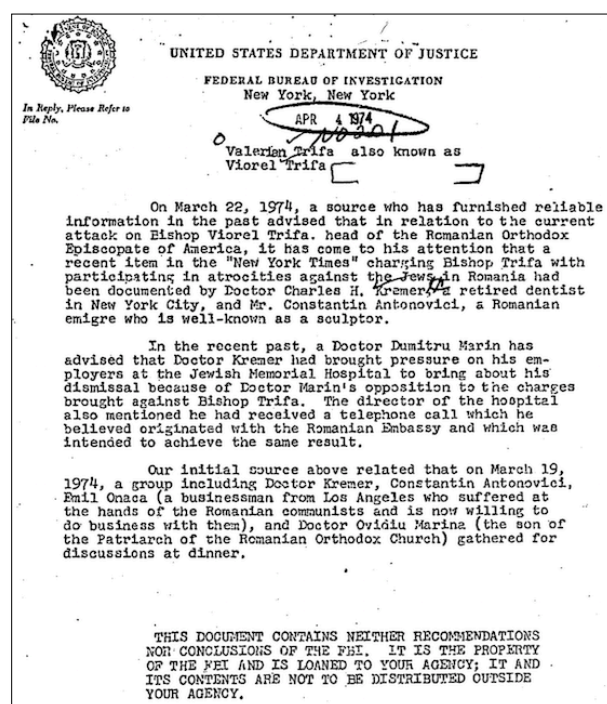 UNITED STATES DEPARTMENT OF JUSTICE
FEDERAL BUREAU OF INVESTIGATION
New York, New York
In Reply, Please Refer to
File No.
APR 4 1974
Valerian Trifa also known as
Viorel Trifa
On March 22, 1974, a source who has furnished reliable
information in the past advised that in relation to the current
attack on Bishop Viorel Trifa. head of the Romanian Orthodox
Episcopate of America, it has come to his attention that a
recent item in the "New York Times" charging Bishop Trifa with
participating in atrocities against the Jews in Romania had
been documented by Doctor Charles H. Kremer, a retired dentist
in New York City, and Mr. Constantin Antonovici, a Romanian
emigre who is well-known as a sculptor.
In the recent past, a Doctor Dumitru Marin has
advised that Doctor Kremer had brought pressure on his em-
ployers at the Jewish Memorial Hospital to bring about his
dismissal because of Doctor Marin's opposition to the charges
brought against Bishop Trifa. The director of the hospital
also mentioned he had received a telephone call which he
believed originated with the Romanian Embassy and which was
intended to achieve the same result.
Our initial source above related that on March 19,
1974, a group including Doctor Kremer, Constantin Antonovici,
Emil Onaca (a businessman from Los Angeles who suffered at
the hands of the Romanian communists and is now willing to
do business with them), and Doctor Ovidiu Marina (the son of
the Patriarch of the Romanian Orthodox Church) gathered for
discussions at dinner.
THIS DOCUMENT CONTAINS NEITHER RECOMMENDATIONS
NOR CONCLUSIONS OF THE FBI. IT IS THE PROPERTY
OF THE FBI AND IS LOANED TO YOUR AGENCY; IT AND
ITS CONTENTS ARE NOT TO BE DISTRIBUTED OUTSIDE
YOUR AGENCY.